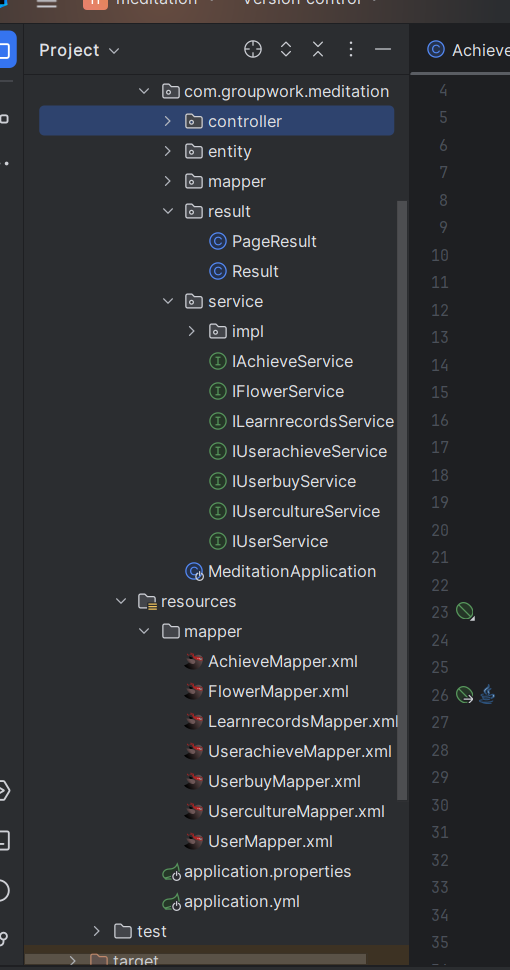 meditation Version control
Project
Achieve
com.groupwork.meditation
controller
entity
mapper
result
PageResult
Result
service
impl
IAchieveService
IFlowerService
ILearnrecordsService
IUserachieveService
IUserbuyService
IUsercultureService
IUserService
MeditationApplication
resources
mapper
AchieveMapper.xml
FlowerMapper.xml
LearnrecordsMapper.xml
UserachieveMapper.xml
UserbuyMapper.xml
UsercultureMapper.xml
UserMapper.xml
application.properties
application.yml
test
target
4
5
6
7
8
9
10
11
12
13
14
15
16
17
18
19
20
21
22
23
24
25
26
27
28
29
30
31
32
33
34
35